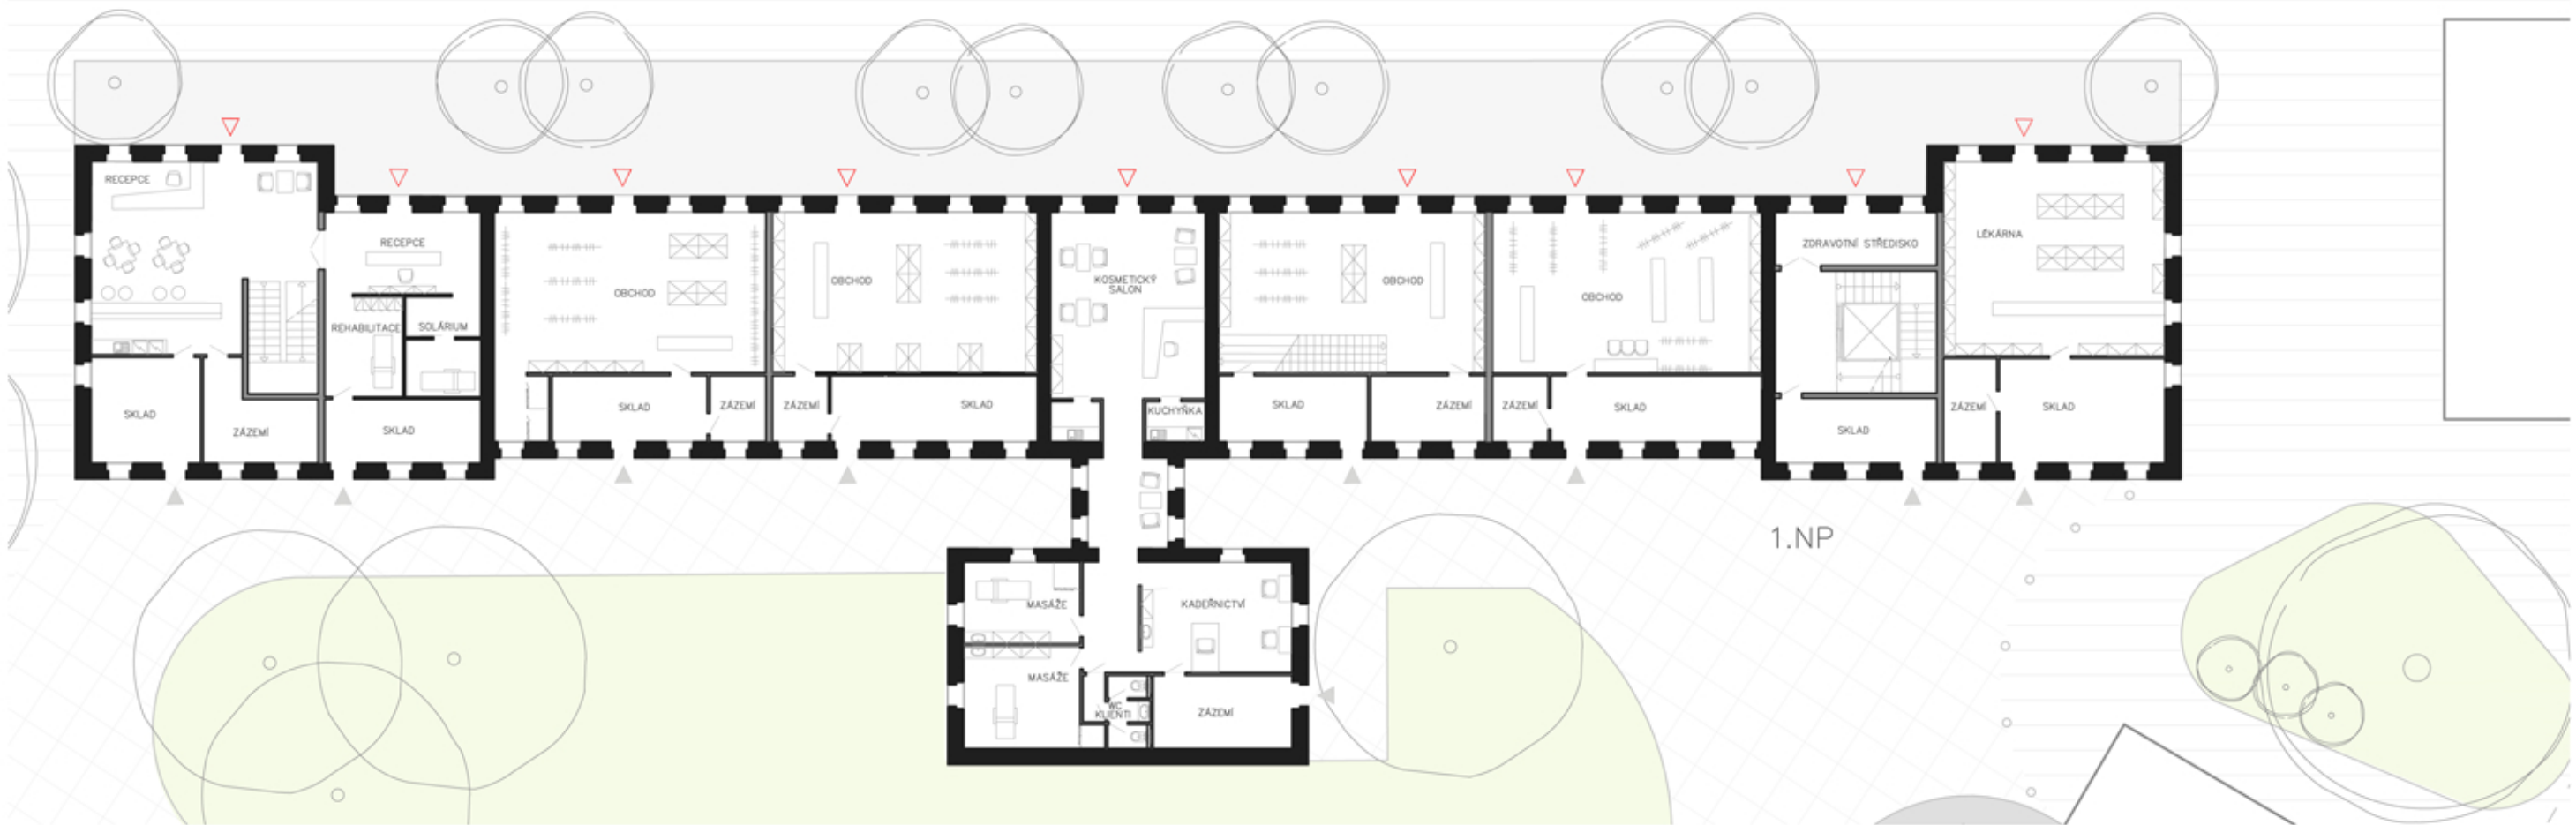 RECEPCE
LÉKÁRNA
RECEPCE
ZDRAVOTNÍ STŘEDISKO
OBCHOD
OBCHOD
KOSMETICKÝ
SALON
OBCHOD
OBCHOD
REHABILITACE
SOLÁRIUM
SKLAD
ZÁZEMÍ
SKLAD
SKLAD
ZÁZEMÍ
ZÁZEMÍ
SKLAD
KUCHYŇKA
SKLAD
ZÁZEMÍ
ZÁZEMÍ
SKLAD
SKLAD
ZÁZEMÍ
SKLAD
1.NP
MASÁŽE
KADEŘNICTVÍ
MASÁŽE
WC
KLIENTI
ZÁZEMÍ